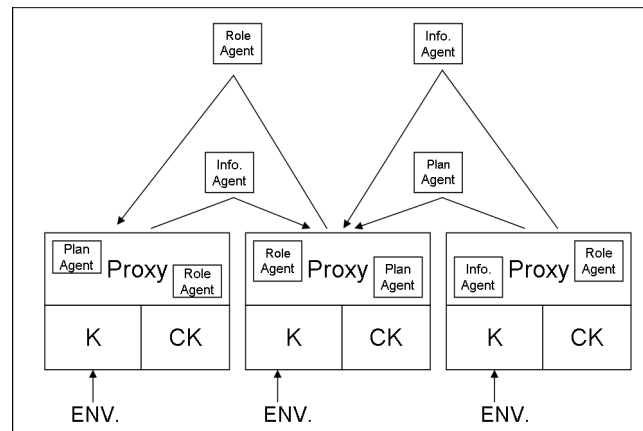 Role
Agent
Info.
Agent
Info.
Agent
Plan
Agent
Plan
Agent
Proxy
Role
Agent
Role
Agent
Proxy
Plan
Agent
Info.
Agent
Proxy
Role
Agent
K
CK
K
CK
K
CK
ENV.
ENV.
ENV.